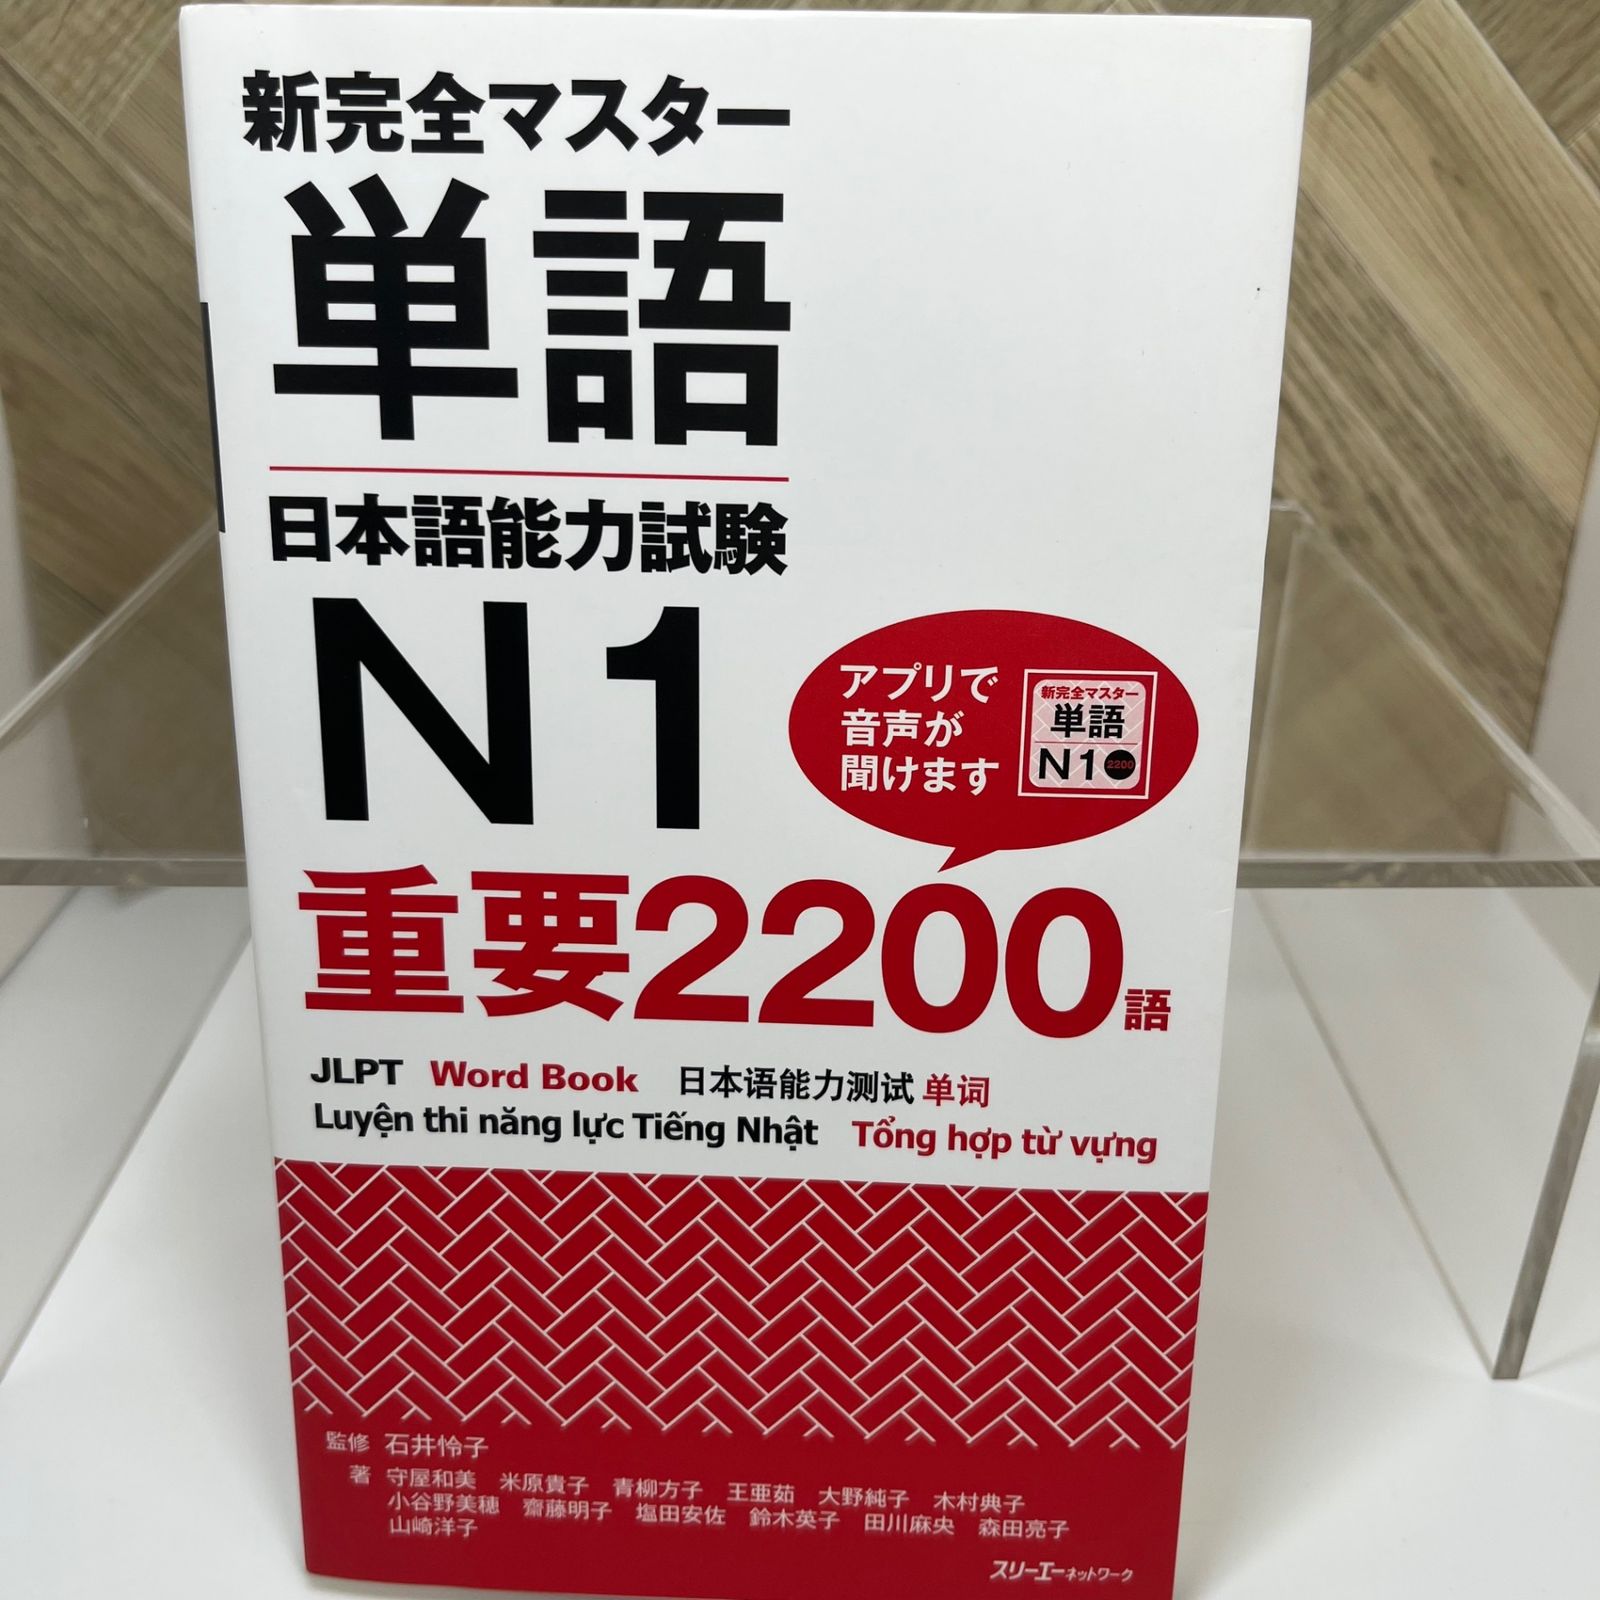 新完全マスター
単語
日本語能力試験
N1
アプリで
音声が
聞けます
新完全マスター
単語
N1 2200
重要2200語
JLPT Word Book 日本语能力测试 单词
Luyện thi năng lực Tiếng Nhật Tổng hợp từ vựng
監修 石井怜子
著 守屋和美 米原貴子 青柳方子 王亜茹 大野純子 木村典子
小谷野美穂 齋藤明子 塩田安佐 鈴木英子 田川麻央 森田亮子
山崎洋子
スリーエーネットワーク